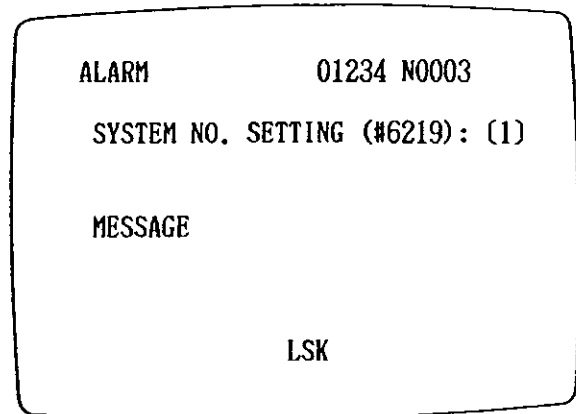 ALARM 01234 N0003
SYSTEM NO. SETTING (#6219): (1)
MESSAGE
LSK